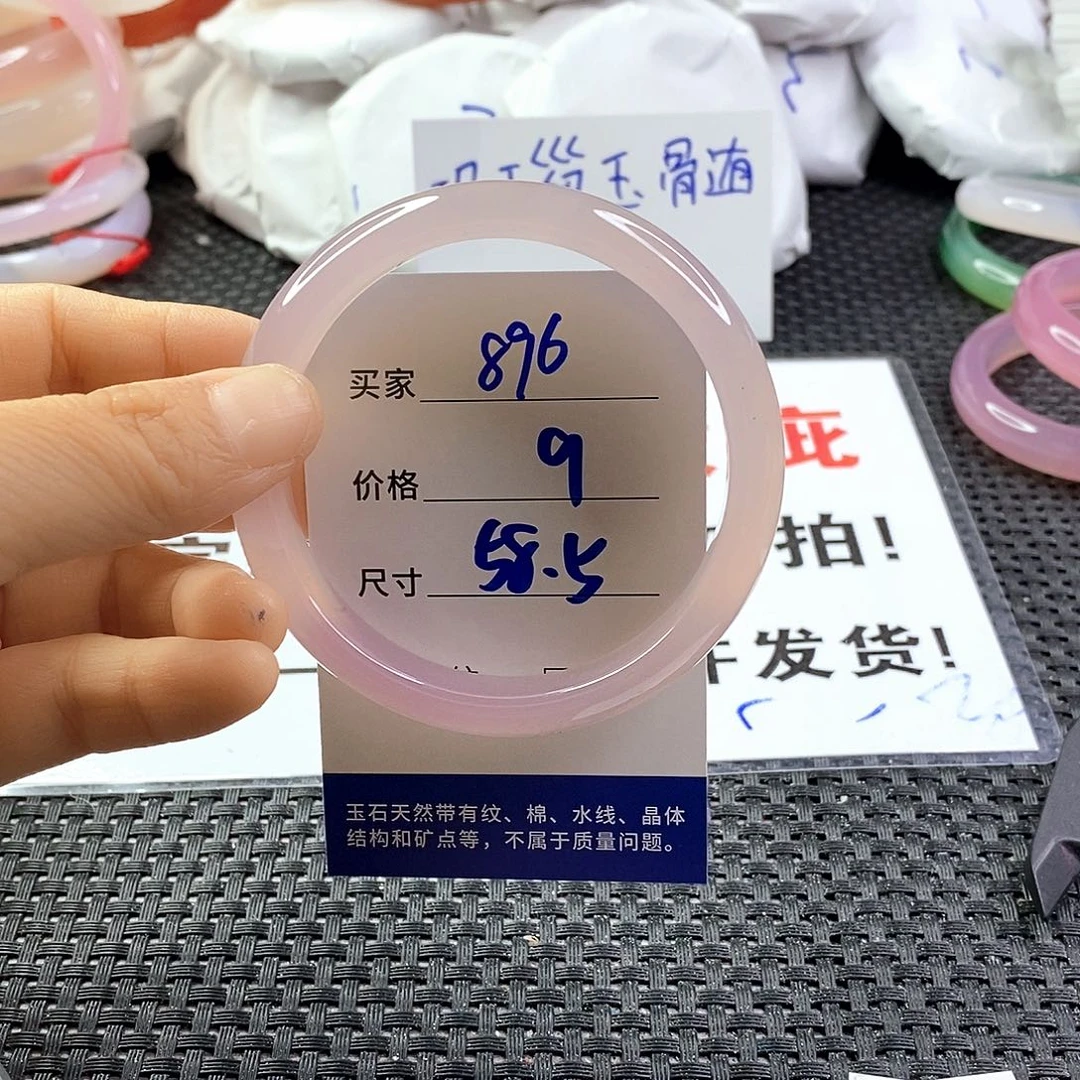 玉骨随
买家 896
价格 9
尺寸 58.5
疵
拍!
发货!
玉石天然带有纹、棉、水线、晶体
结构和矿点等，不属于质量问题。